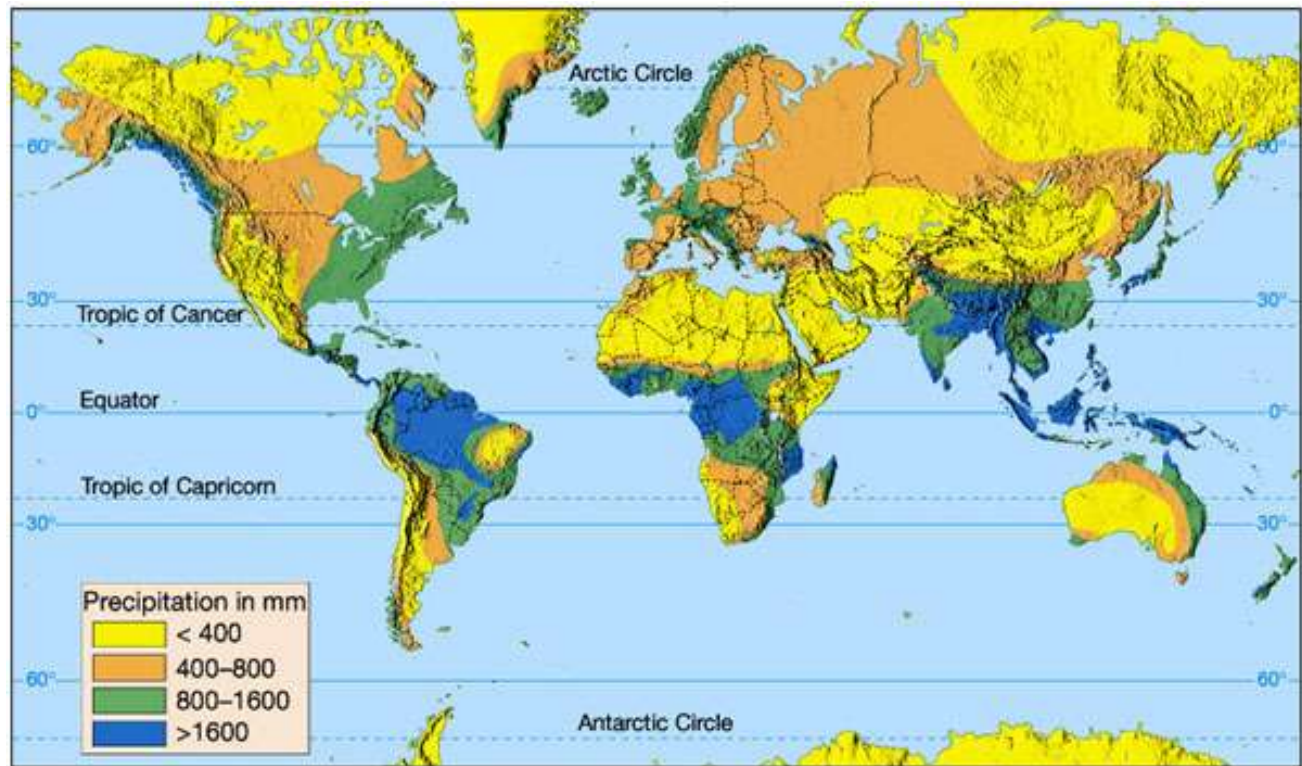 Arctic Circle
60°
60°
30°
30°
Tropic of Cancer
Equator
0°
0°
Tropic of Capricorn
30°
30°
Precipitation in mm
< 400
400–800
800–1600
>1600
60°
60°
Antarctic Circle